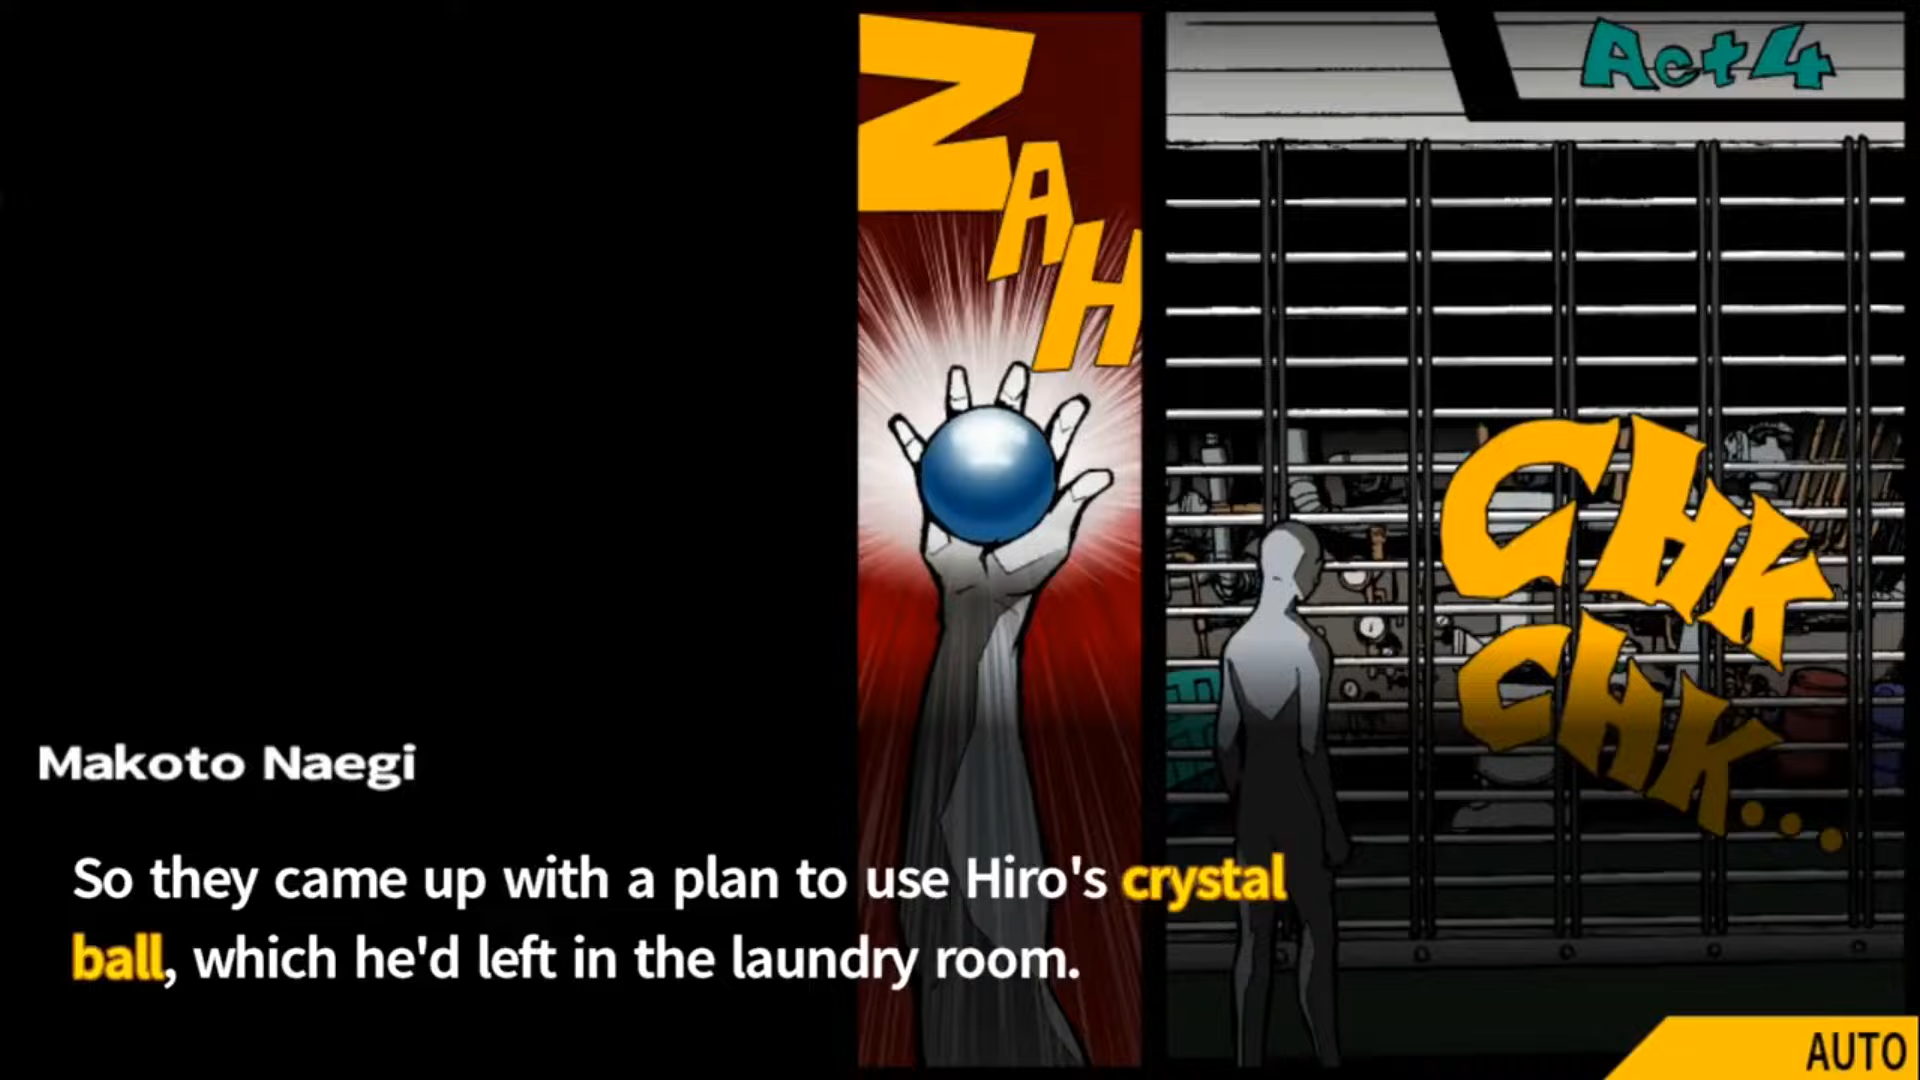 ZAH
Act4
CHK
CHK...
Makoto Naegi
So they came up with a plan to use Hiro's crystal
ball, which he'd left in the laundry room.
AUTO